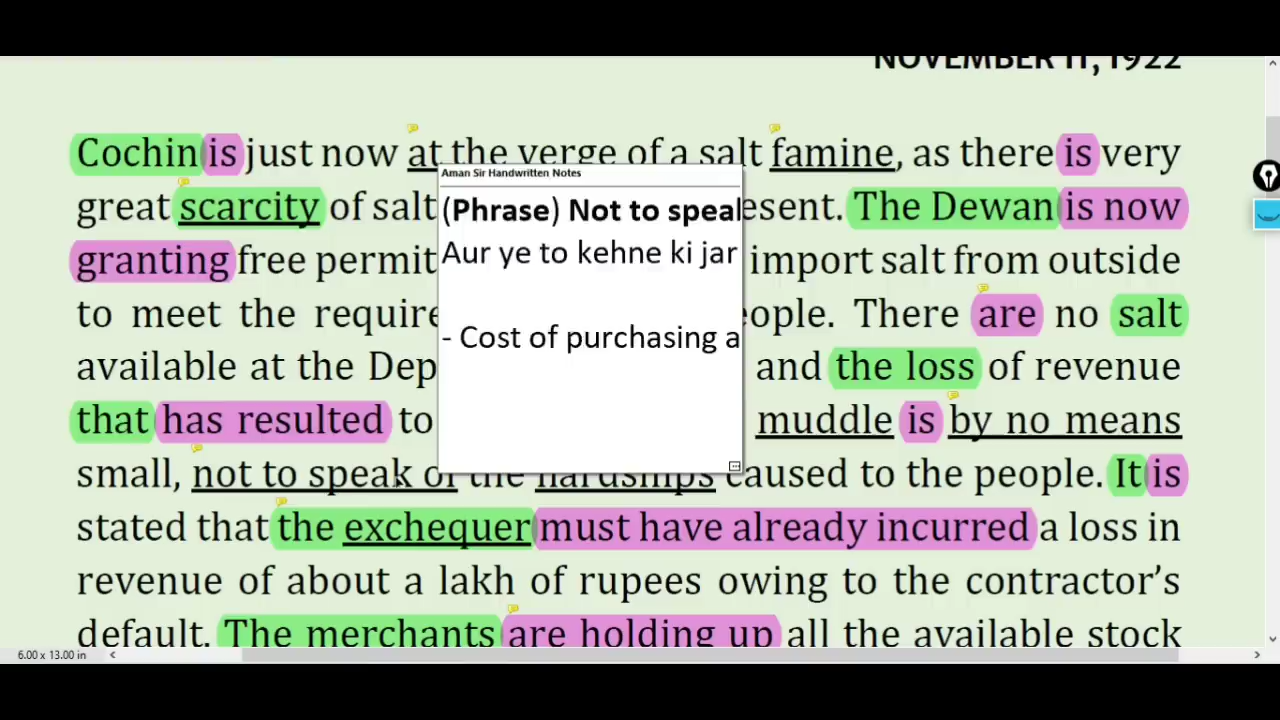 NOVEMBER 11, 1922
Cochin is just now at the verge of a salt famine, as there is very
Aman Sir Handwritten Notes
great scarcity of salt esent. The Dewan is now
(Phrase) Not to speak
granting free permit import salt from outside
Aur ye to kehne ki jar
to meet the require eople. There are no salt
- Cost of purchasing a
available at the Dep and the loss of revenue
that has resulted to muddle is by no means
small, not to speak of the hardships caused to the people. It is
stated that the exchequer must have already incurred a loss in
revenue of about a lakh of rupees owing to the contractor's
default. The merchants are holding up all the available stock
6.00 x 13.00 in